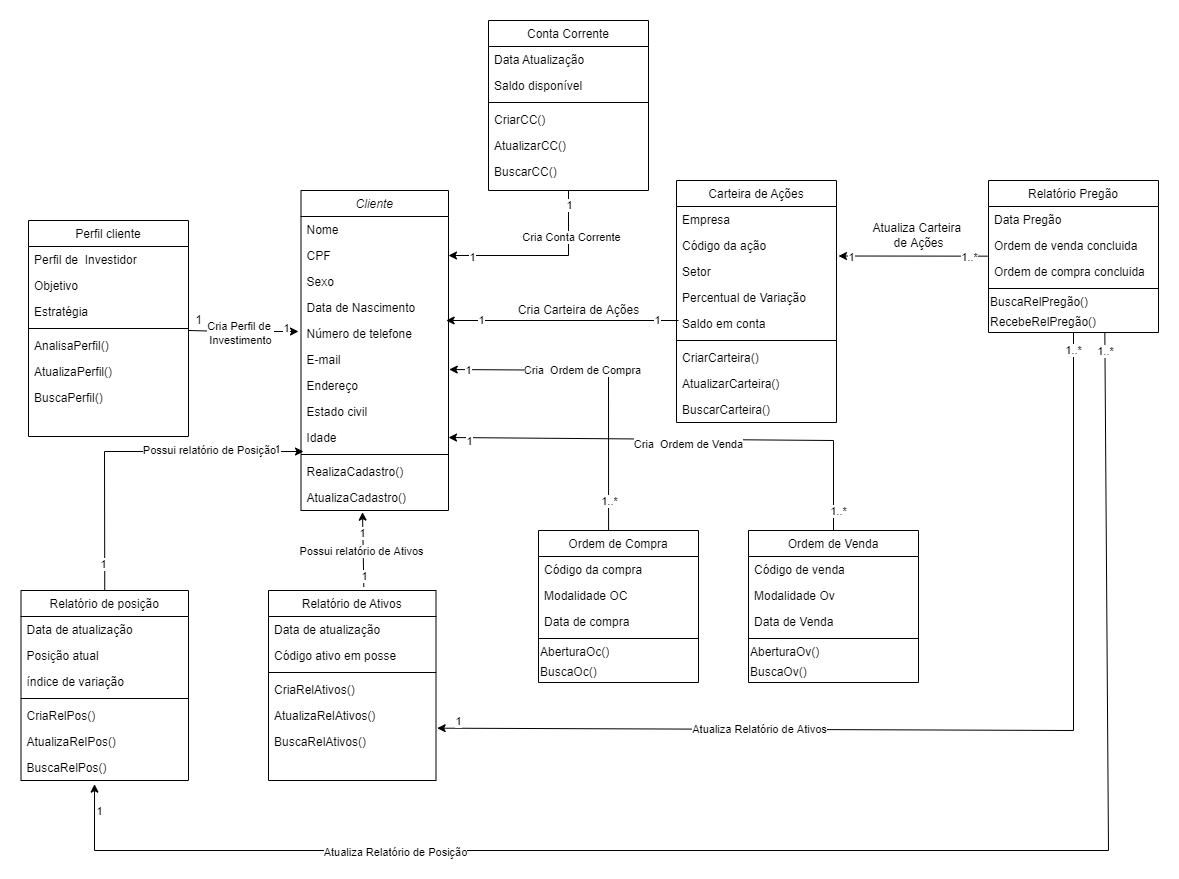 Conta Corrente
Data Atualização
Saldo disponível
CriarCC()
AtualizarCC()
BuscarCC()
1
Cria Conta Corrente
1
Cliente
Nome
CPF
Sexo
Data de Nascimento
Número de telefone
E-mail
Endereço
Estado civil
Idade
RealizaCadastro()
AtualizaCadastro()
Perfil cliente
Perfil de  Investidor
Objetivo
Estratégia
AnalisaPerfil()
AtualizaPerfil()
BuscaPerfil()
1
Cria Perfil de
Investimento
1
Carteira de Ações
Empresa
Código da ação
Setor
Percentual de Variação
Saldo em conta
CriarCarteira()
AtualizarCarteira()
BuscarCarteira()
1
Cria Carteira de Ações
1
Relatório Pregão
Data Pregão
Ordem de venda concluida
Ordem de compra concluida
BuscaRelPregão()
RecebeRelPregão()
Atualiza Carteira
de Ações
1
1..*
1..*
1..*
1
Cria  Ordem de Compra
1..*
1
Cria  Ordem de Venda
1..*
Possui relatório de Posição
1
1
1
Possui relatório de Ativos
1
Ordem de Compra
Código da compra
Modalidade OC
Data de compra
AberturaOc()
BuscaOc()
Ordem de Venda
Código de venda
Modalidade Ov
Data de Venda
AberturaOv()
BuscaOv()
Relatório de posição
Data de atualização
Posição atual
índice de variação
CriaRelPos()
AtualizaRelPos()
BuscaRelPos()
Relatório de Ativos
Data de atualização
Código ativo em posse
CriaRelAtivos()
AtualizaRelAtivos()
BuscaRelAtivos()
1
Atualiza Relatório de Ativos
1
Atualiza Relatório de Posição